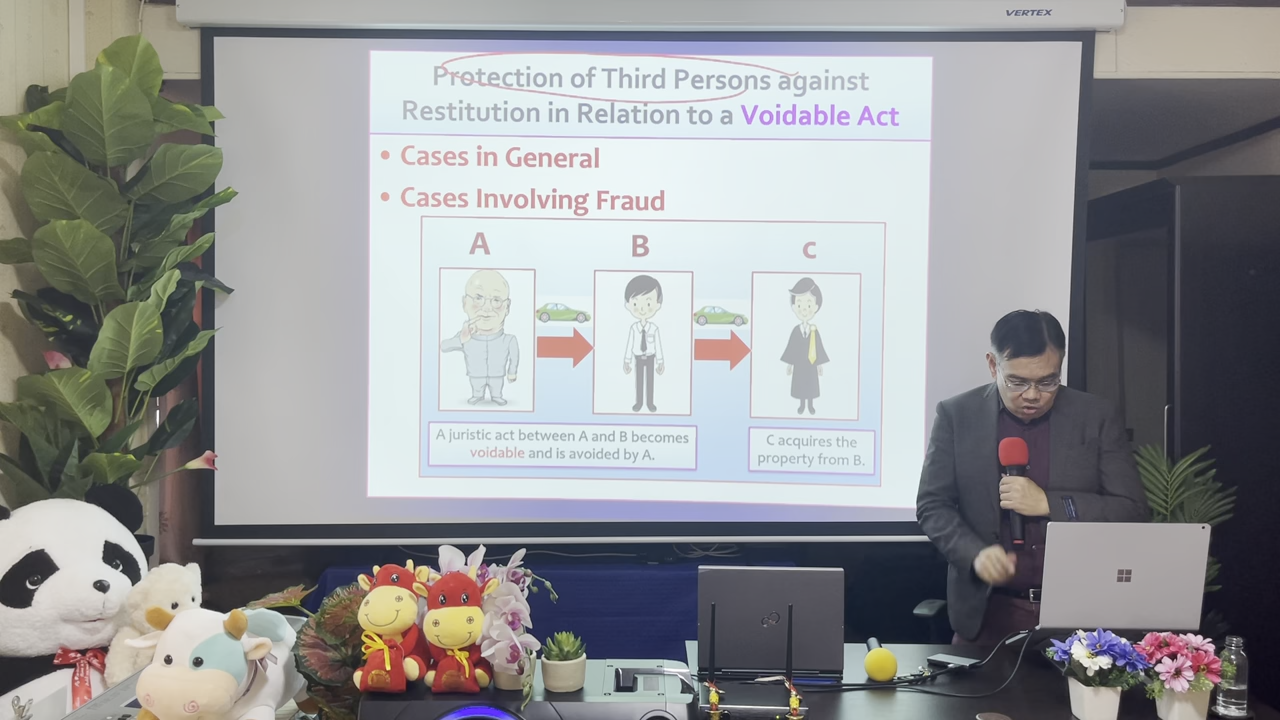 VERTEX
Protection of Third Persons against
Restitution in Relation to a Voidable Act
• Cases in General
• Cases Involving Fraud
A B c
A juristic act between A and B becomes
voidable and is avoided by A.
C acquires the
property from B.